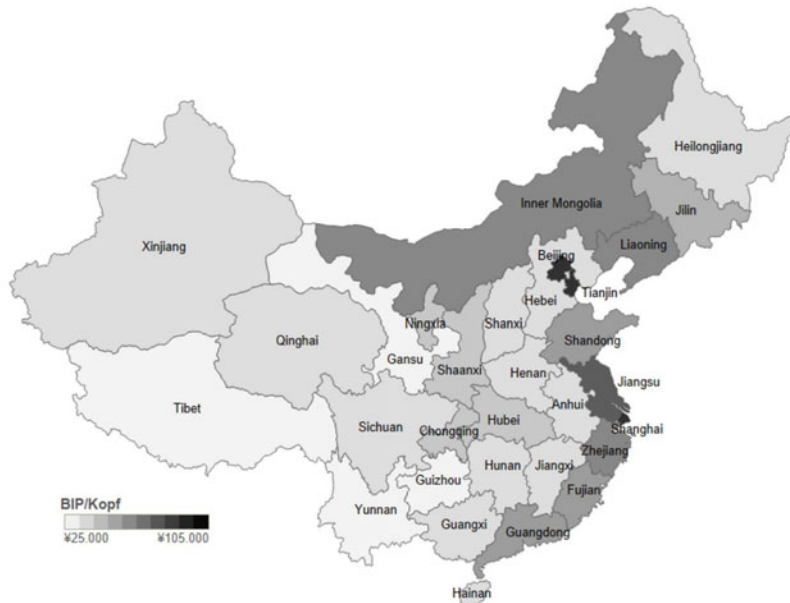 Heilongjiang
Inner Mongolia
Jilin
Xinjiang
Liaoning
Beijing
Tianjin
Hebei
Ningxia
Shanxi
Qinghai
Shandong
Gansu
Shaanxi
Henan
Jiangsu
Tibet
Anhui
Sichuan
Chongqing
Hubei
Shanghai
Zhejiang
Guizhou
Hunan
Jiangxi
Fujian
BIP/Kopf
Yunnan
Guangxi
Guangdong
¥25.000
¥105.000
Hainan